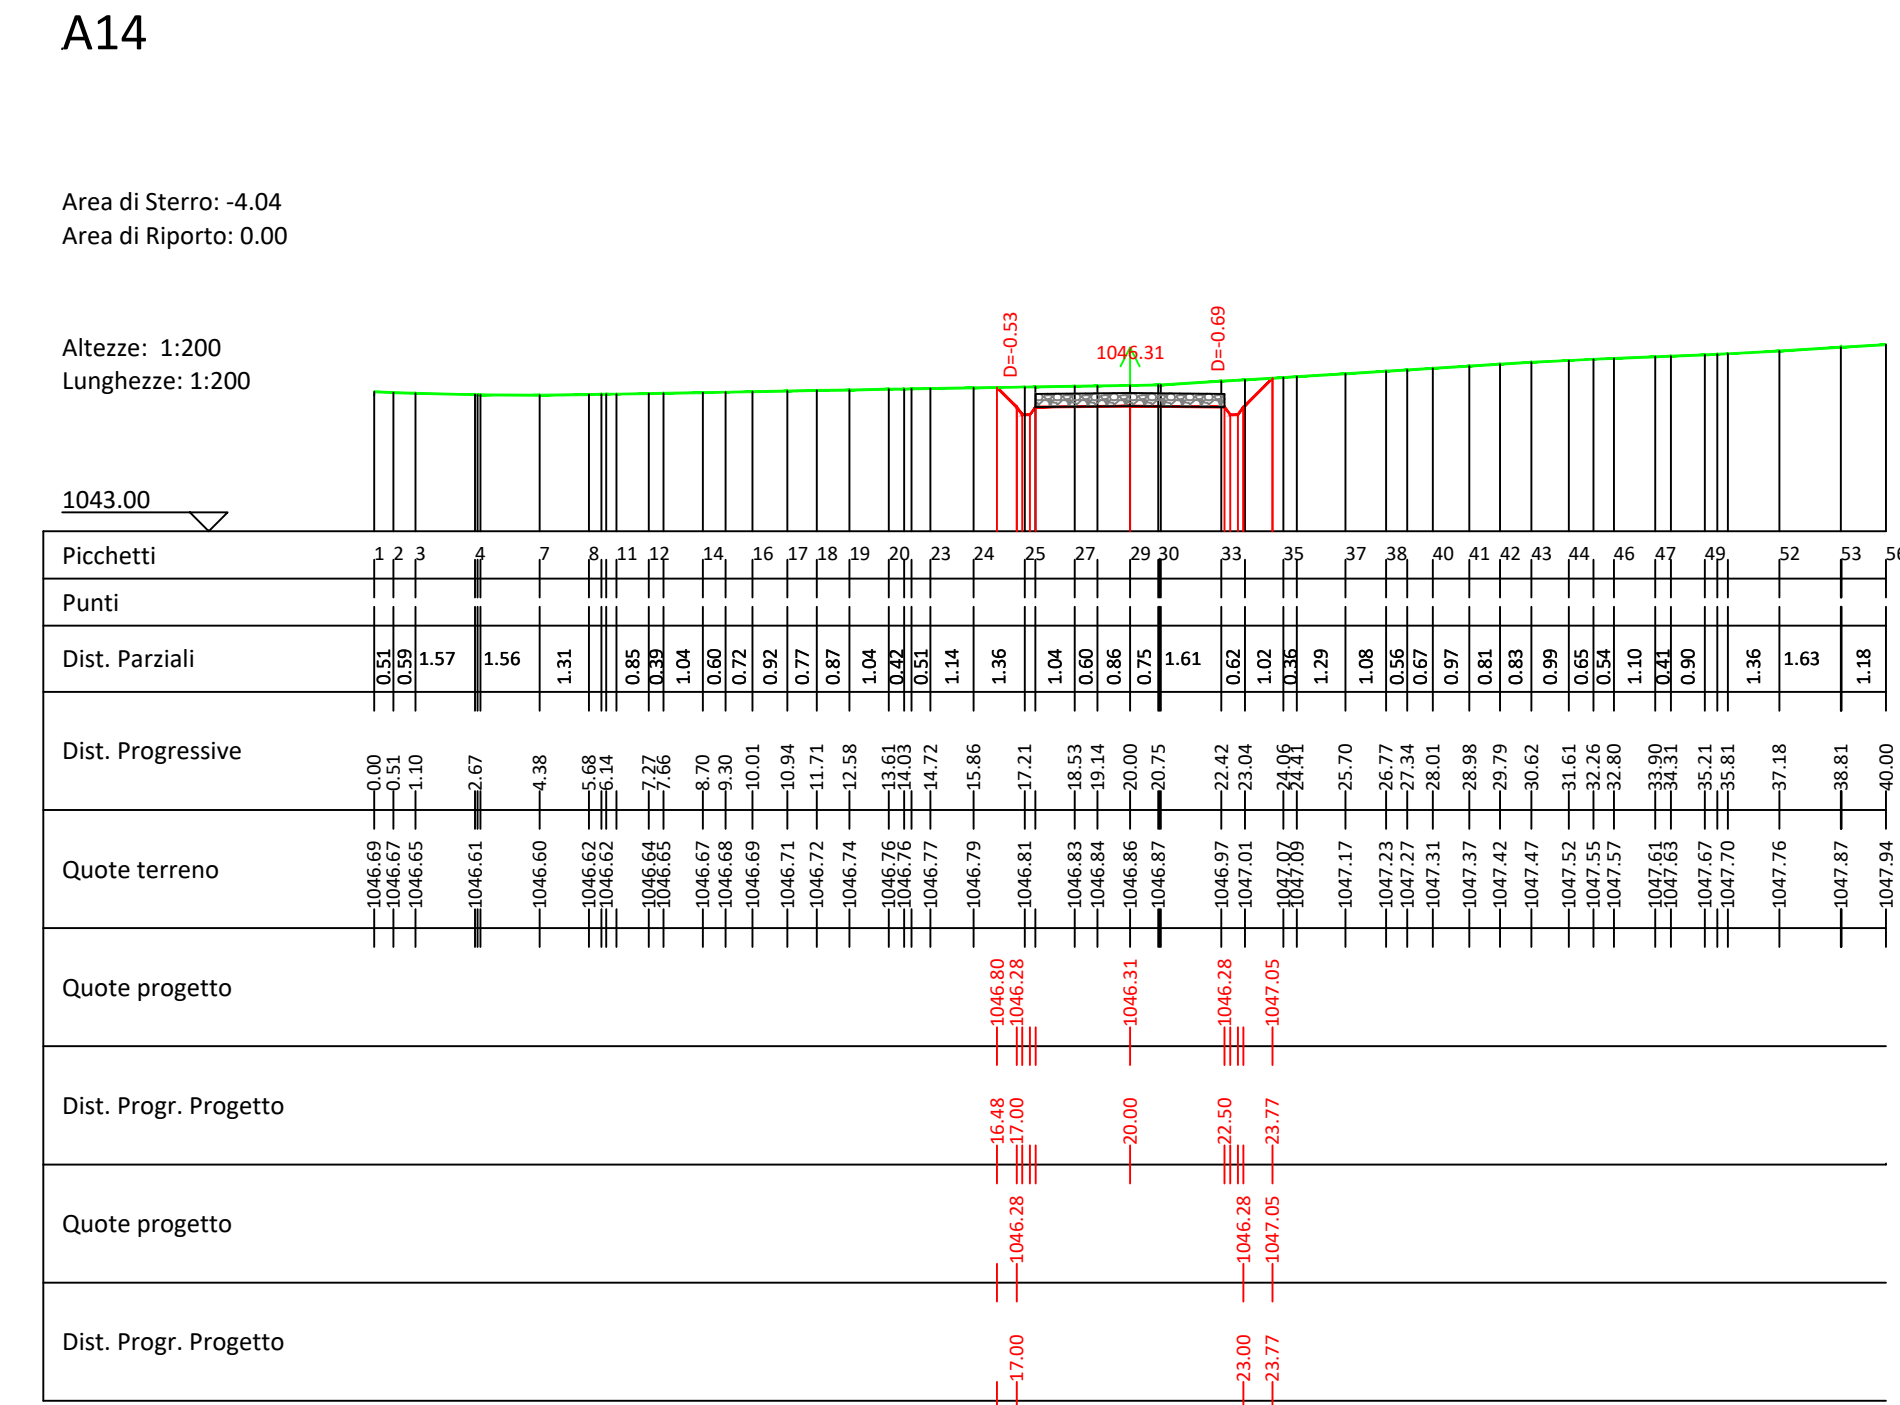 A14
Area di Sterro: -4.04
Area di Riporto: 0.00
Altezze: 1:200
Lunghezze: 1:200
D=-0.53
1046.31
D=-0.69
1043.00
Picchetti 1 2 3 4 7 8 11 12 14 16 17 18 19 20 23 24 25 27 29 30 33 35 37 38 40 41 42 43 44 46 47 49 52 53 56
Punti
Dist. Parziali 0.51 0.59 1.57 1.56 1.31 0.85 0.39 1.04 0.60 0.72 0.92 0.77 0.87 1.04 0.42 0.51 1.14 1.36 1.04 0.60 0.86 0.75 1.61 0.62 1.02 0.36 1.29 1.08 0.56 0.67 0.97 0.81 0.83 0.99 0.65 0.54 1.10 0.41 0.90 1.36 1.63 1.18
Dist. Progressive 0.00 0.51 1.10 2.67 4.38 5.68 6.14 7.27 7.66 8.70 9.30 10.01 10.94 11.71 12.58 13.61 14.03 14.72 15.86 17.21 18.53 19.14 20.00 20.75 22.42 23.04 24.06 24.41 25.70 26.77 27.34 28.01 28.98 29.79 30.62 31.61 32.26 32.80 33.90 34.31 35.21 35.81 37.18 38.81 40.00
Quote terreno 1046.69 1046.67 1046.65 1046.61 1046.60 1046.62 1046.62 1046.64 1046.65 1046.67 1046.68 1046.69 1046.71 1046.72 1046.74 1046.76 1046.76 1046.77 1046.79 1046.81 1046.83 1046.84 1046.86 1046.87 1046.97 1047.01 1047.07 1047.09 1047.17 1047.23 1047.27 1047.31 1047.37 1047.42 1047.47 1047.52 1047.55 1047.57 1047.61 1047.63 1047.67 1047.70 1047.76 1047.87 1047.94
Quote progetto 1046.80 1046.28 1046.31 1046.28 1047.05
Dist. Progr. Progetto 16.48 17.00 20.00 22.50 23.77
Quote progetto 1046.28 1046.28 1047.05
Dist. Progr. Progetto 17.00 23.00 23.77